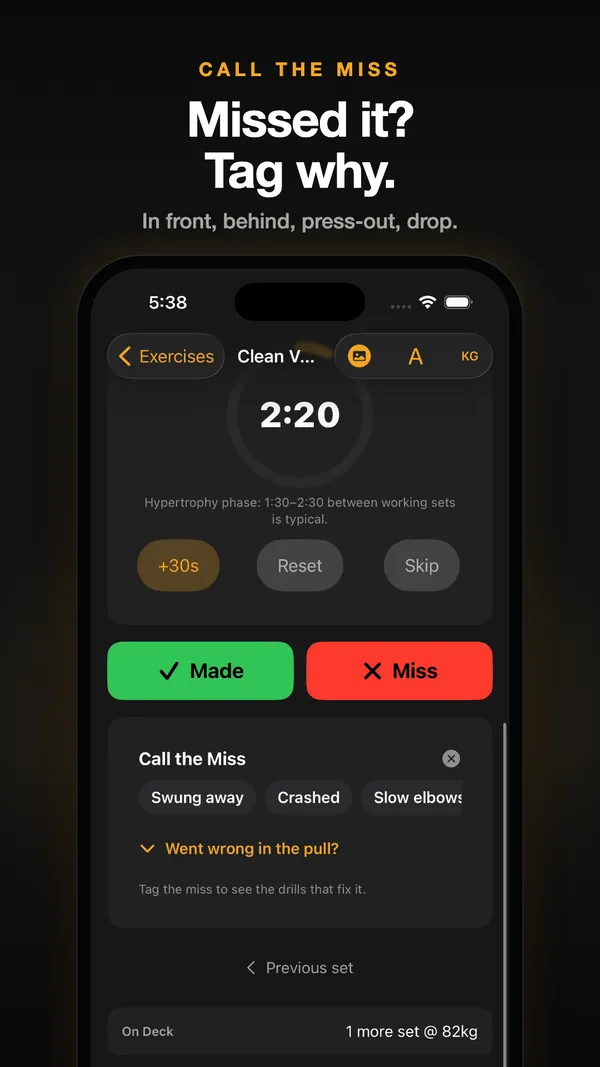 CALL THE MISS
Missed it?
Tag why.
In front, behind, press-out, drop.
5:38
Exercises
Clean V...
A
KG
2:20
Hypertrophy phase: 1:30–2:30 between working sets
is typical.
+30s
Reset
Skip
Made
Miss
Call the Miss
Swung away
Crashed
Slow elbows
Went wrong in the pull?
Tag the miss to see the drills that fix it.
Previous set
On Deck
1 more set @ 82kg